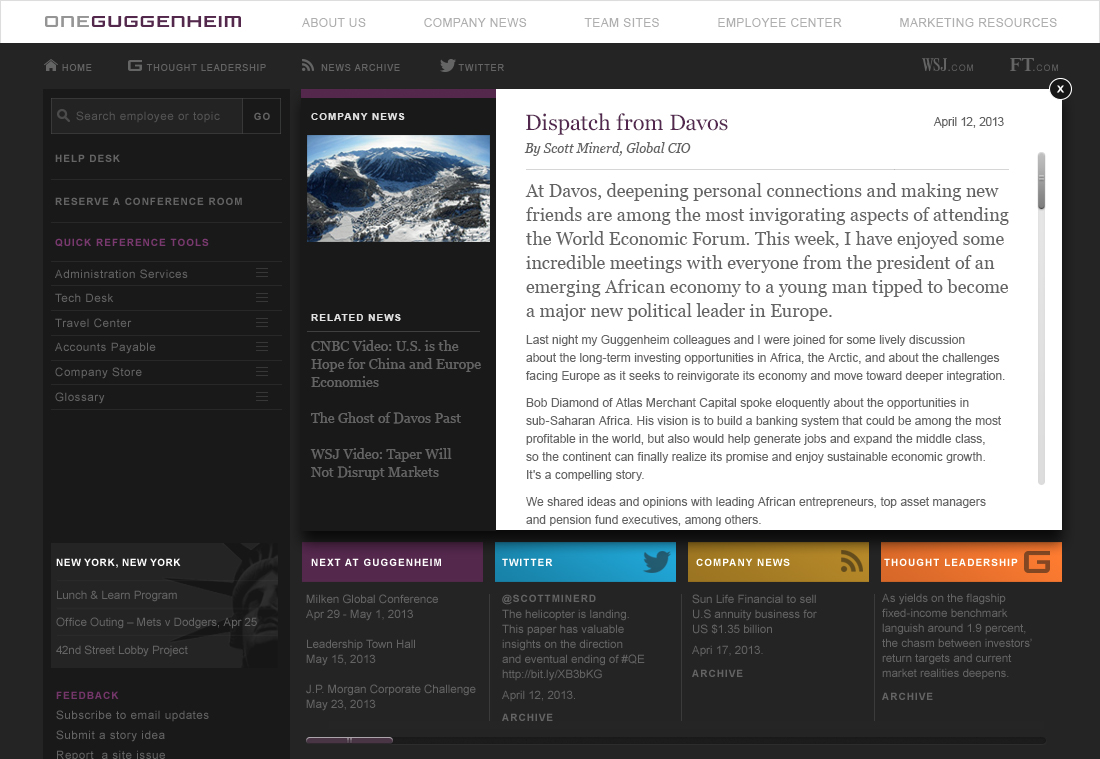 ONEGUGGENHEIM
ABOUT US
COMPANY NEWS
TEAM SITES
EMPLOYEE CENTER
MARKETING RESOURCES
HOME
THOUGHT LEADERSHIP
NEWS ARCHIVE
TWITTER
WSJ.COM
FT.COM
Search employee or topic
GO
HELP DESK
RESERVE A CONFERENCE ROOM
QUICK REFERENCE TOOLS
Administration Services
Tech Desk
Travel Center
Accounts Payable
Company Store
Glossary
COMPANY NEWS
RELATED NEWS
CNBC Video: U.S. is the
Hope for China and Europe
Economies
The Ghost of Davos Past
WSJ Video: Taper Will
Not Disrupt Markets
x
Dispatch from Davos
April 12, 2013
By Scott Minerd, Global CIO
At Davos, deepening personal connections and making new
friends are among the most invigorating aspects of attending
the World Economic Forum. This week, I have enjoyed some
incredible meetings with everyone from the president of an
emerging African economy to a young man tipped to become
a major new political leader in Europe.
Last night my Guggenheim colleagues and I were joined for some lively discussion
about the long-term investing opportunities in Africa, the Arctic, and about the challenges
facing Europe as it seeks to reinvigorate its economy and move toward deeper integration.
Bob Diamond of Atlas Merchant Capital spoke eloquently about the opportunities in
sub-Saharan Africa. His vision is to build a banking system that could be among the most
profitable in the world, but also would help generate jobs and expand the middle class,
so the continent can finally realize its promise and enjoy sustainable economic growth.
It's a compelling story.
We shared ideas and opinions with leading African entrepreneurs, top asset managers
and pension fund executives, among others.
NEW YORK, NEW YORK
Lunch & Learn Program
Office Outing – Mets v Dodgers, Apr 25
42nd Street Lobby Project
FEEDBACK
Subscribe to email updates
Submit a story idea
Report a site issue
NEXT AT GUGGENHEIM
Milken Global Conference
Apr 29 - May 1, 2013
Leadership Town Hall
May 15, 2013
J.P. Morgan Corporate Challenge
May 23, 2013
TWITTER
@SCOTTMINERD
The helicopter is landing.
This paper has valuable
insights on the direction
and eventual ending of #QE
http://bit.ly/XB3bKG
April 12, 2013.
ARCHIVE
COMPANY NEWS
Sun Life Financial to sell
U.S annuity business for
US $1.35 billion
Apri 17, 2013.
ARCHIVE
THOUGHT LEADERSHIP
As yields on the flagship
fixed-income benchmark
languish around 1.9 percent,
the chasm between investors'
return targets and current
market realities deepens.
ARCHIVE